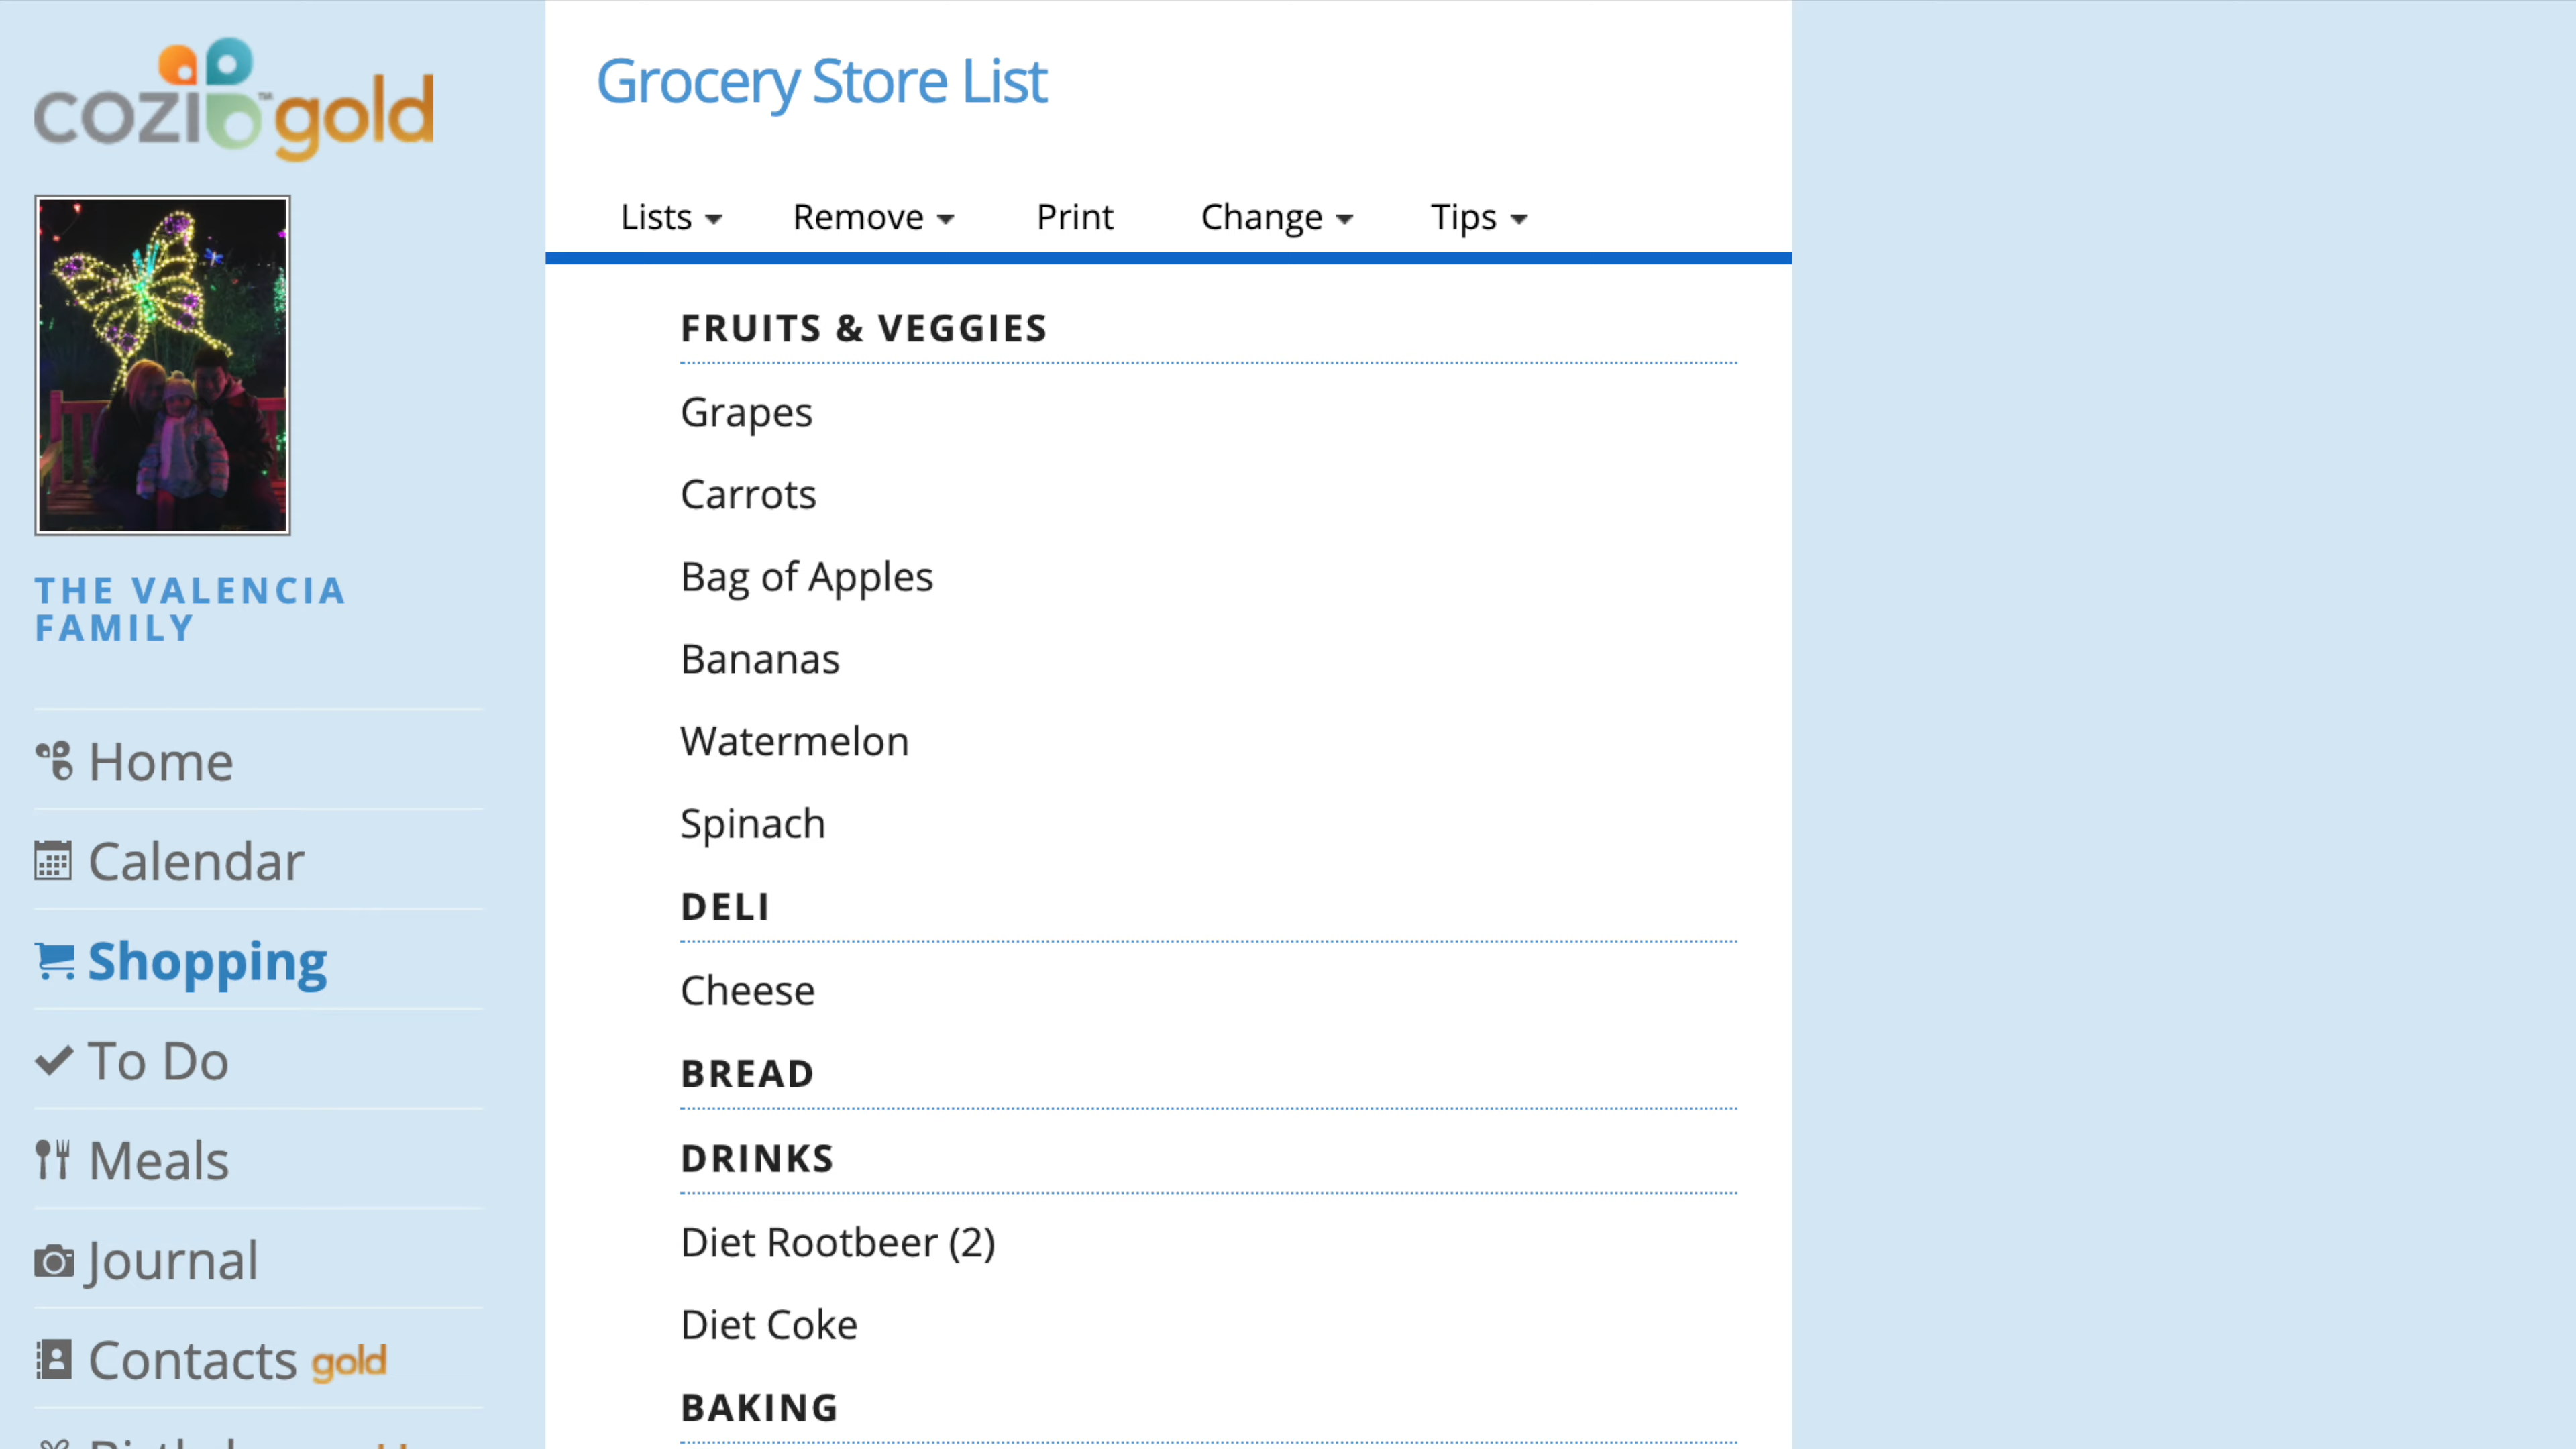 cozi™ gold
THE VALENCIA
FAMILY
Home
Calendar
Shopping
To Do
Meals
Journal
Contacts gold
Grocery Store List
Lists
Remove
Print
Change
Tips
FRUITS & VEGGIES
Grapes
Carrots
Bag of Apples
Bananas
Watermelon
Spinach
DELI
Cheese
BREAD
DRINKS
Diet Rootbeer (2)
Diet Coke
BAKING